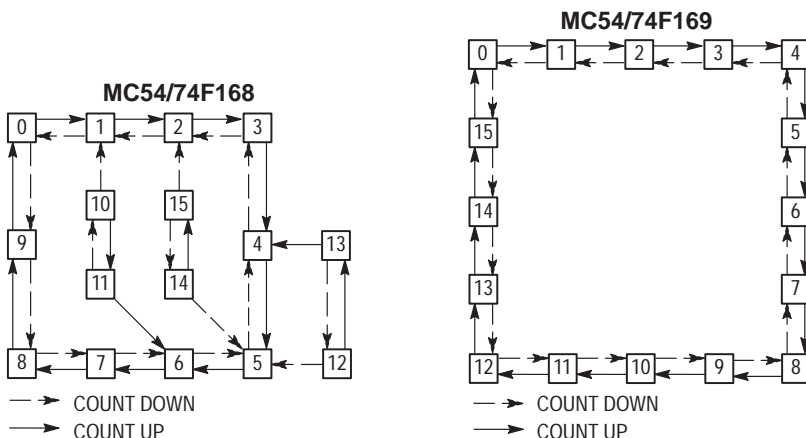 MC54/74F168
0 1 2 3
10 15
9 4 13
11 14
8 7 6 5 12
COUNT DOWN
COUNT UP
MC54/74F169
0 1 2 3 4
15 5
14 6
13 7
12 11 10 9 8
COUNT DOWN
COUNT UP